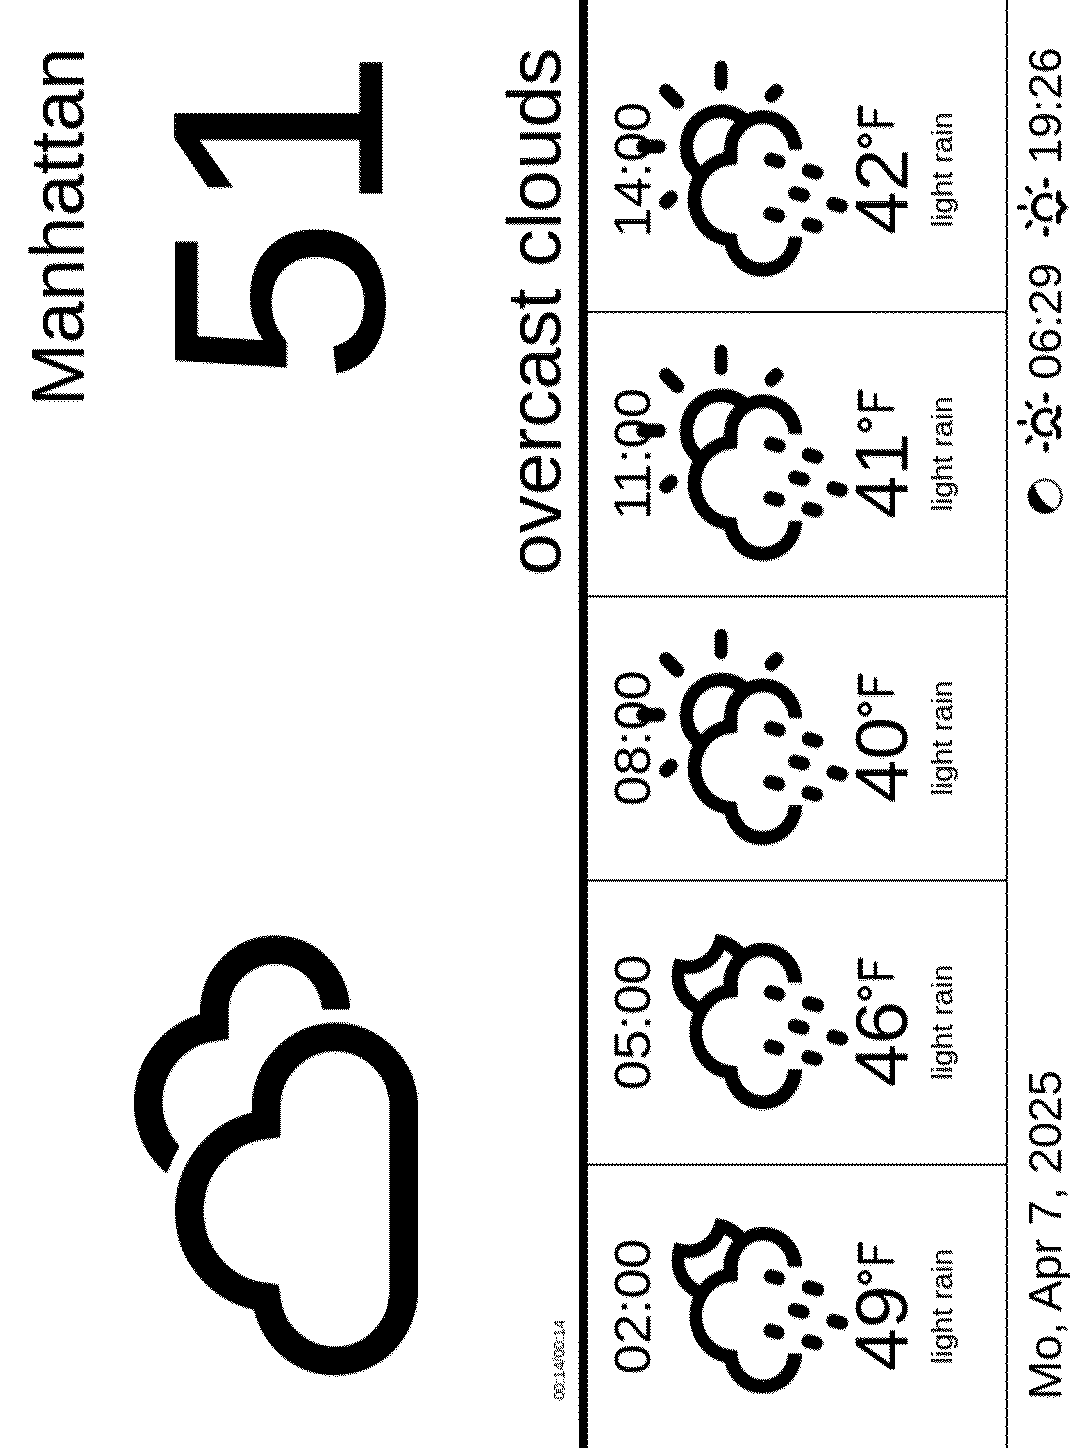 Manhattan
51
overcast clouds
00:14/00:14
02:00 05:00 08:00 11:00 14:00
49°F 46°F 40°F 41°F 42°F
light rain light rain light rain light rain light rain
Mo, Apr 7, 2025 06:29 19:26